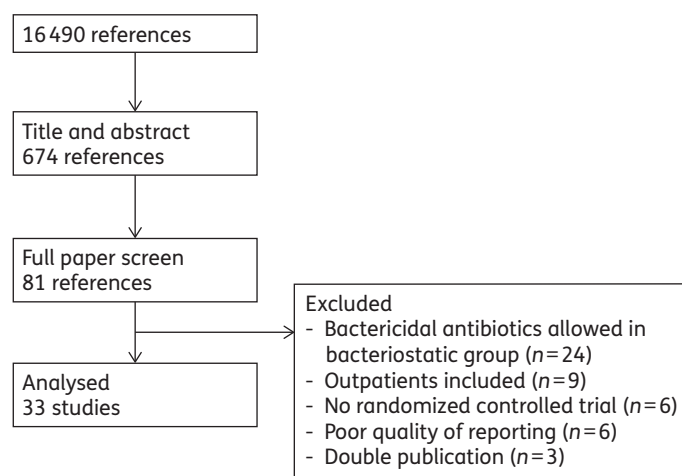 16 490 references
Title and abstract
674 references
Full paper screen
81 references
Excluded
- Bactericidal antibiotics allowed in
bacteriostatic group (n=24)
- Outpatients included (n=9)
- No randomized controlled trial (n=6)
- Poor quality of reporting (n=6)
- Double publication (n=3)
Analysed
33 studies